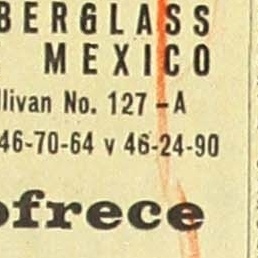 BERGLASS
MEXICO
llivan No. 127 - A
46-70-64 y 46-24-90
ofrece